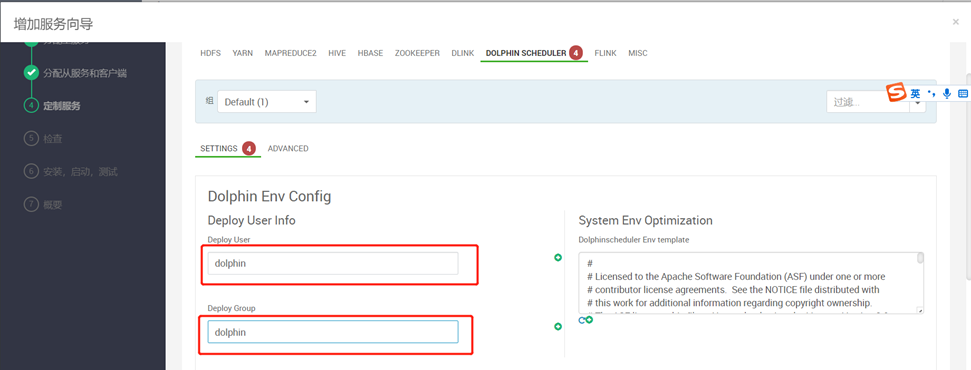 增加服务向导
×
分配从服务和客户端
4 定制服务
5 检查
6 安装、启动、测试
7 概要
HDFS YARN MAPREDUCE2 HIVE HBASE ZOOKEEPER DLINK DOLPHIN SCHEDULER 4 FLINK MISC
组 Default (1) 过滤...
S 英
SETTINGS 4 ADVANCED
Dolphin Env Config
Deploy User Info
Deploy User
dolphin
Deploy Group
dolphin
System Env Optimization
Dolphinscheduler Env template
#
# Licensed to the Apache Software Foundation (ASF) under one or more
# contributor license agreements. See the NOTICE file distributed with
# this work for additional information regarding copyright ownership.